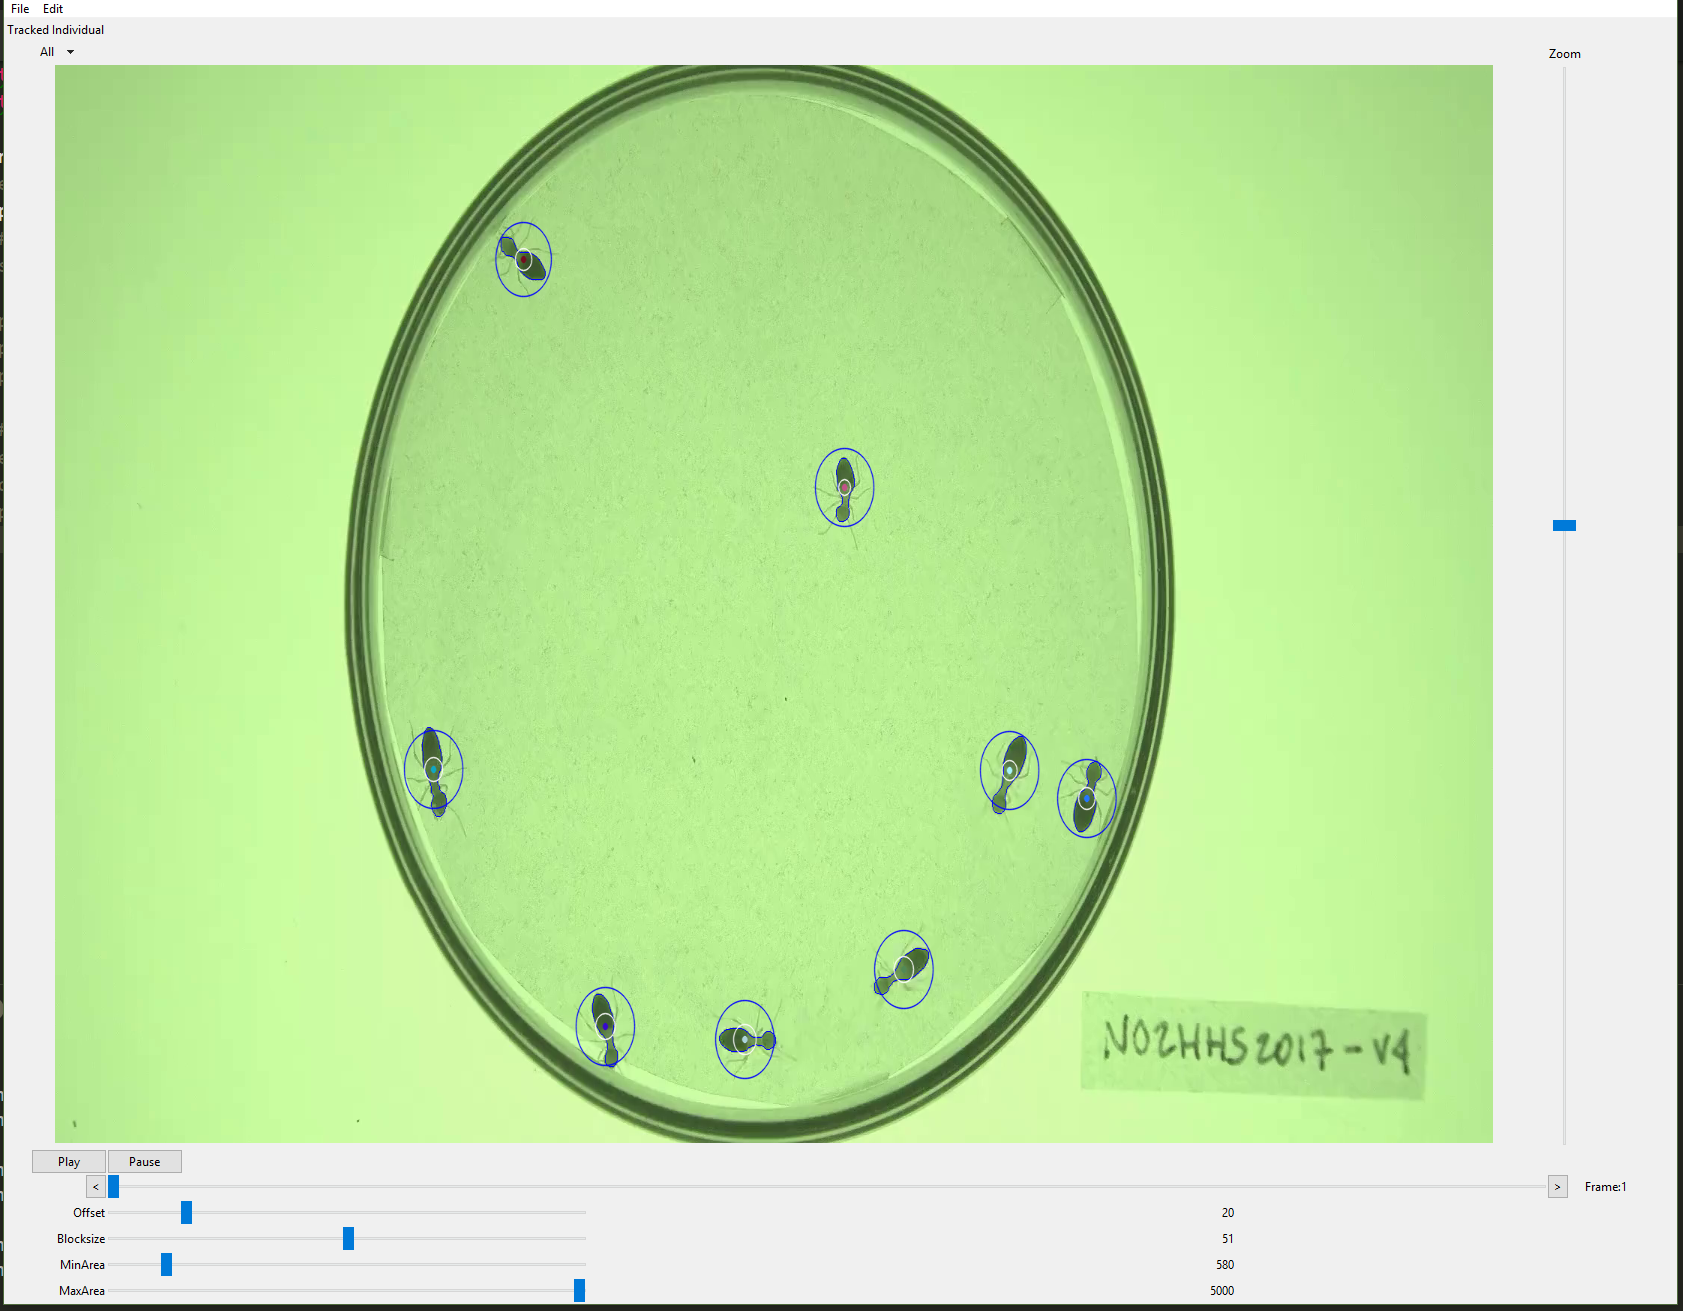 File Edit
Tracked Individual
All
Zoom
NO2HHS2017-V4
Play Pause
< > Frame:1
Offset 20
Blocksize 51
MinArea 580
MaxArea 5000